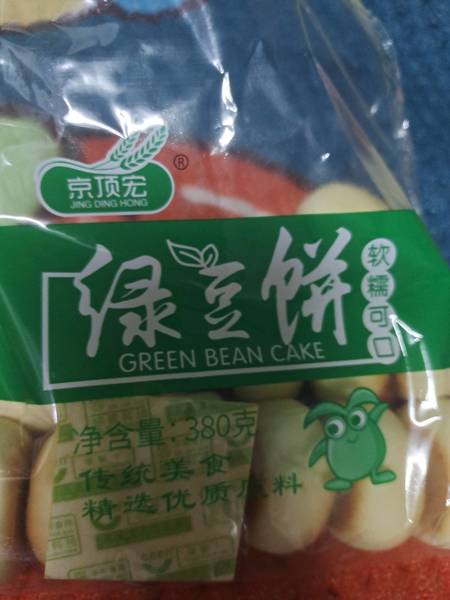 京顶宏
JING DING HONG
®
绿豆饼
GREEN BEAN CAKE
软糯可口
净含量: 380克
传统美食
精选优质原料